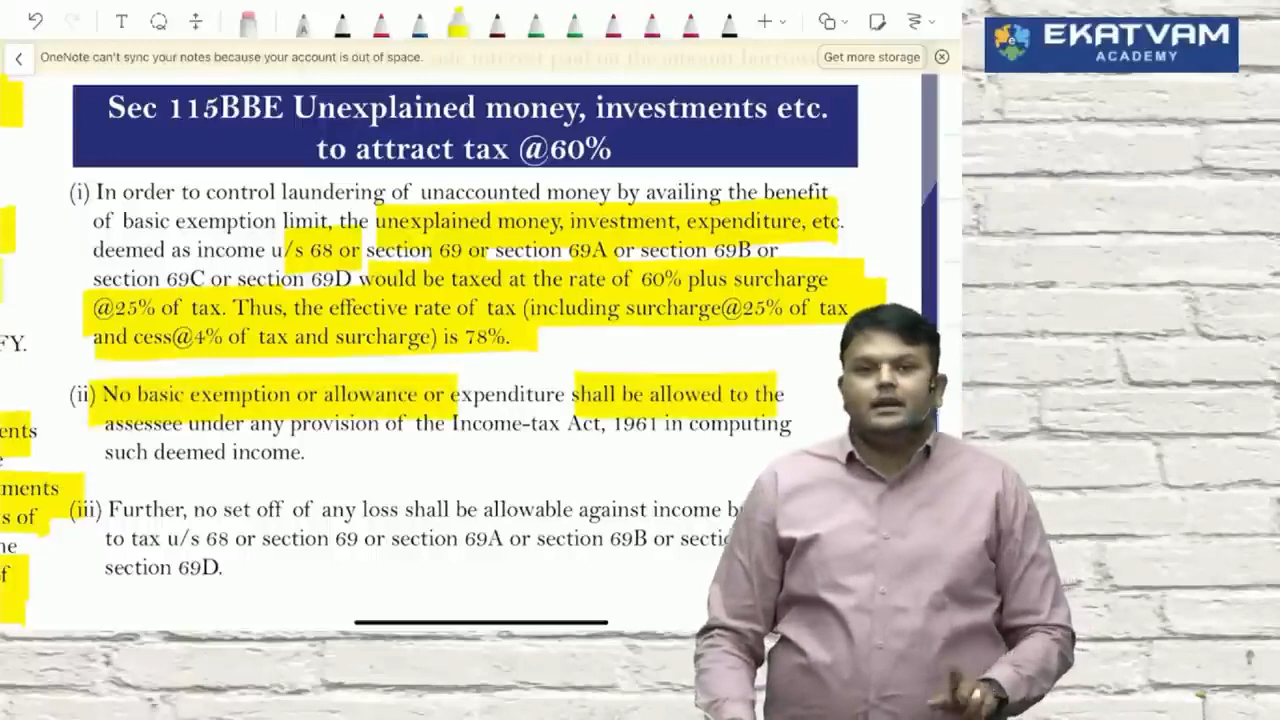 EKATVAM
ACADEMY
OneNote can't sync your notes because your account is out of space.
Get more storage
Sec 115BBE Unexplained money, investments etc.
to attract tax @60%
(i) In order to control laundering of unaccounted money by availing the benefit
of basic exemption limit, the unexplained money, investment, expenditure, etc.
deemed as income u/s 68 or section 69 or section 69A or section 69B or
section 69C or section 69D would be taxed at the rate of 60% plus surcharge
@25% of tax. Thus, the effective rate of tax (including surcharge@25% of tax
and cess@4% of tax and surcharge) is 78%.
(ii) No basic exemption or allowance or expenditure shall be allowed to the
assessee under any provision of the Income-tax Act, 1961 in computing
such deemed income.
(iii) Further, no set off of any loss shall be allowable against income
to tax u/s 68 or section 69 or section 69A or section 69B or
section 69D.
FY.
of